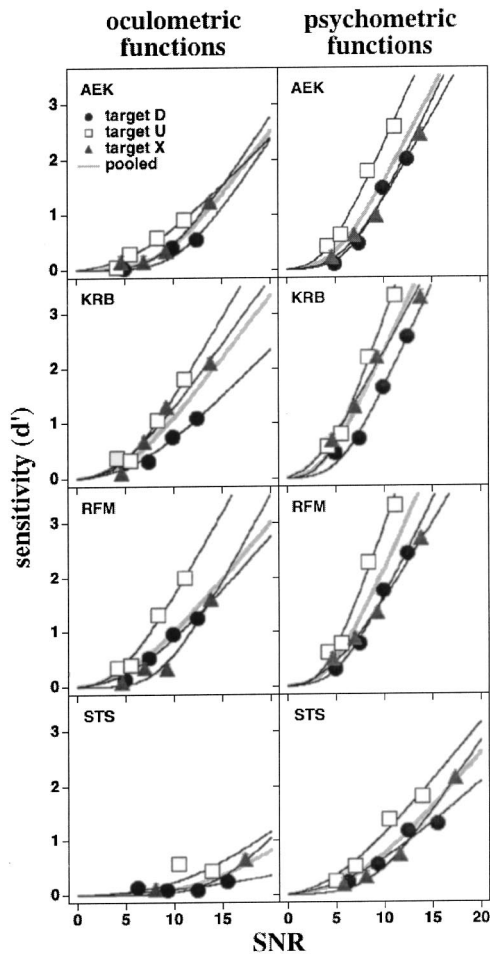 oculometric functions
psychometric functions
AEK
target D
target U
target X
pooled
3
2
1
0
AEK
KRB
3
2
1
0
KRB
RFM
3
2
1
0
RFM
STS
3
2
1
0
STS
0 5 10 15
0 5 10 15 20
sensitivity (d')
SNR